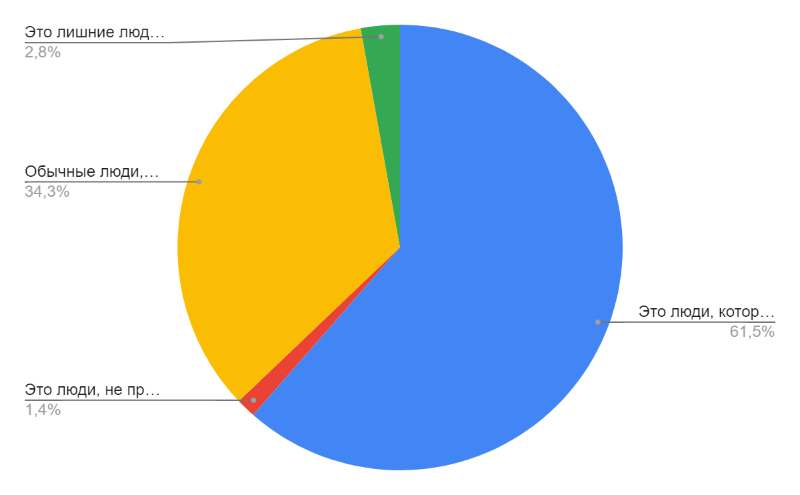 Это лишние люд…
2,8%
Обычные люди,…
34,3%
Это люди, котор…
61,5%
Это люди, не пр…
1,4%